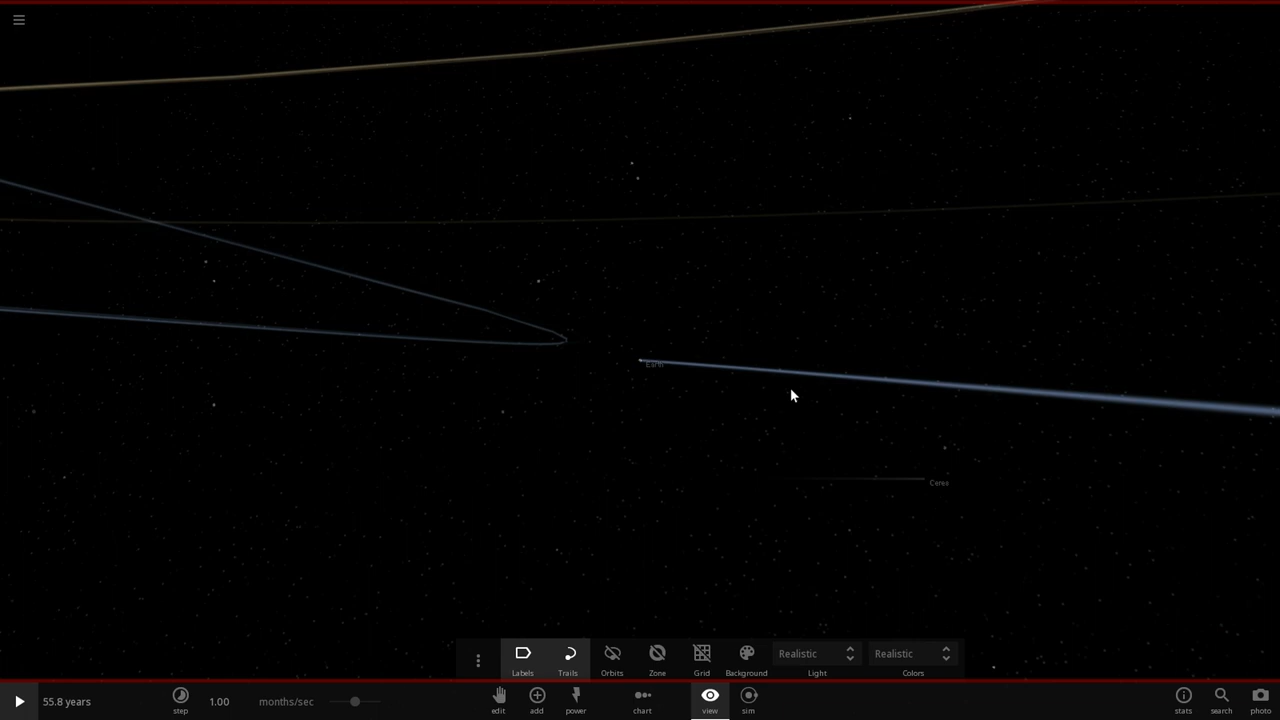 Earth
Ceres
Labels Trails Orbits Zone Grid Background Realistic Light Realistic Colors
55.8 years step 1.00 months/sec edit add power chart view sim stats search photo